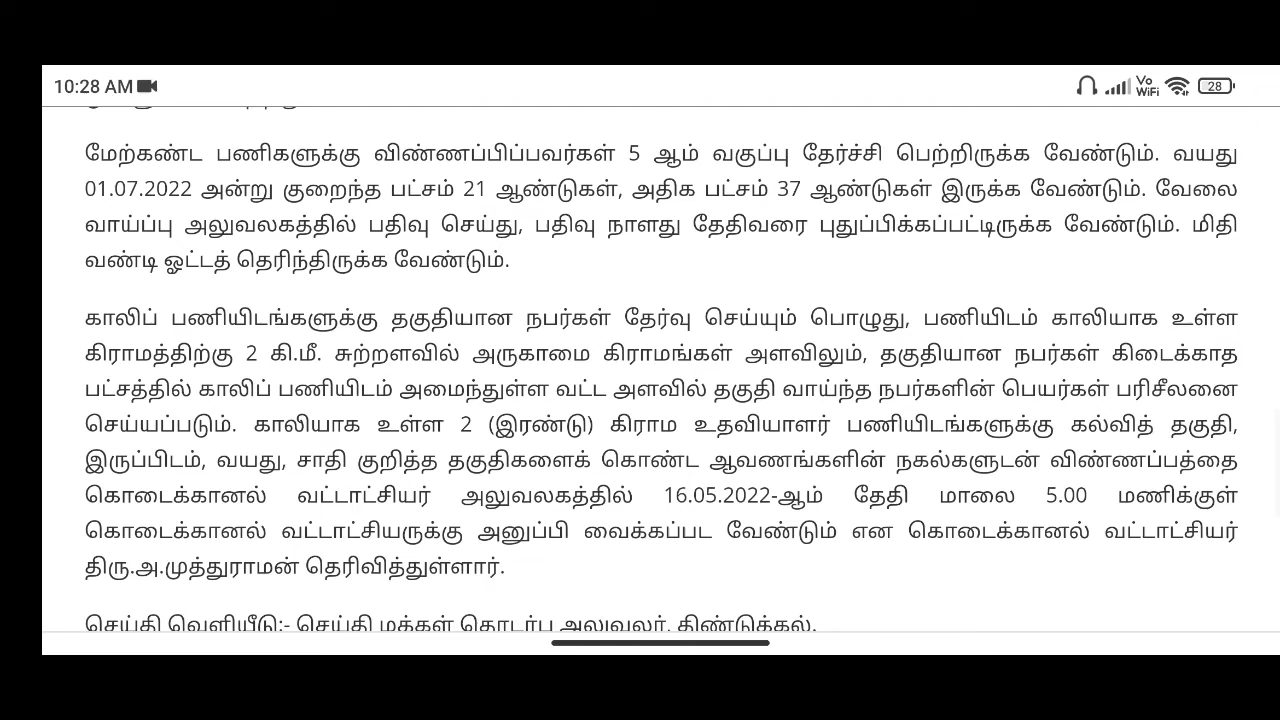 10:28 AM
Vo
WiFi
28
மேற்கண்ட பணிகளுக்கு விண்ணப்பிப்பவர்கள் 5 ஆம் வகுப்பு தேர்ச்சி பெற்றிருக்க வேண்டும். வயது
01.07.2022 அன்று குறைந்த பட்சம் 21 ஆண்டுகள், அதிக பட்சம் 37 ஆண்டுகள் இருக்க வேண்டும். வேலை
வாய்ப்பு அலுவலகத்தில் பதிவு செய்து, பதிவு நாளது தேதிவரை புதுப்பிக்கப்பட்டிருக்க வேண்டும். மிதி
வண்டி ஓட்டத் தெரிந்திருக்க வேண்டும்.
காலிப் பணியிடங்களுக்கு தகுதியான நபர்கள் தேர்வு செய்யும் பொழுது, பணியிடம் காலியாக உள்ள
கிராமத்திற்கு 2 கி.மீ. சுற்றளவில் அருகாமை கிராமங்கள் அளவிலும், தகுதியான நபர்கள் கிடைக்காத
பட்சத்தில் காலிப் பணியிடம் அமைந்துள்ள வட்ட அளவில் தகுதி வாய்ந்த நபர்களின் பெயர்கள் பரிசீலனை
செய்யப்படும். காலியாக உள்ள 2 (இரண்டு) கிராம உதவியாளர் பணியிடங்களுக்கு கல்வித் தகுதி,
இருப்பிடம், வயது, சாதி குறித்த தகுதிகளைக் கொண்ட ஆவணங்களின் நகல்களுடன் விண்ணப்பத்தை
கொடைக்கானல் வட்டாட்சியர் அலுவலகத்தில் 16.05.2022-ஆம் தேதி மாலை 5.00 மணிக்குள்
கொடைக்கானல் வட்டாட்சியருக்கு அனுப்பி வைக்கப்பட வேண்டும் என கொடைக்கானல் வட்டாட்சியர்
திரு.அ.முத்துராமன் தெரிவித்துள்ளார்.
செய்தி வெளியீடு:- செய்தி மக்கள் தொடர்பு அலுவலர், திண்டுக்கல்.